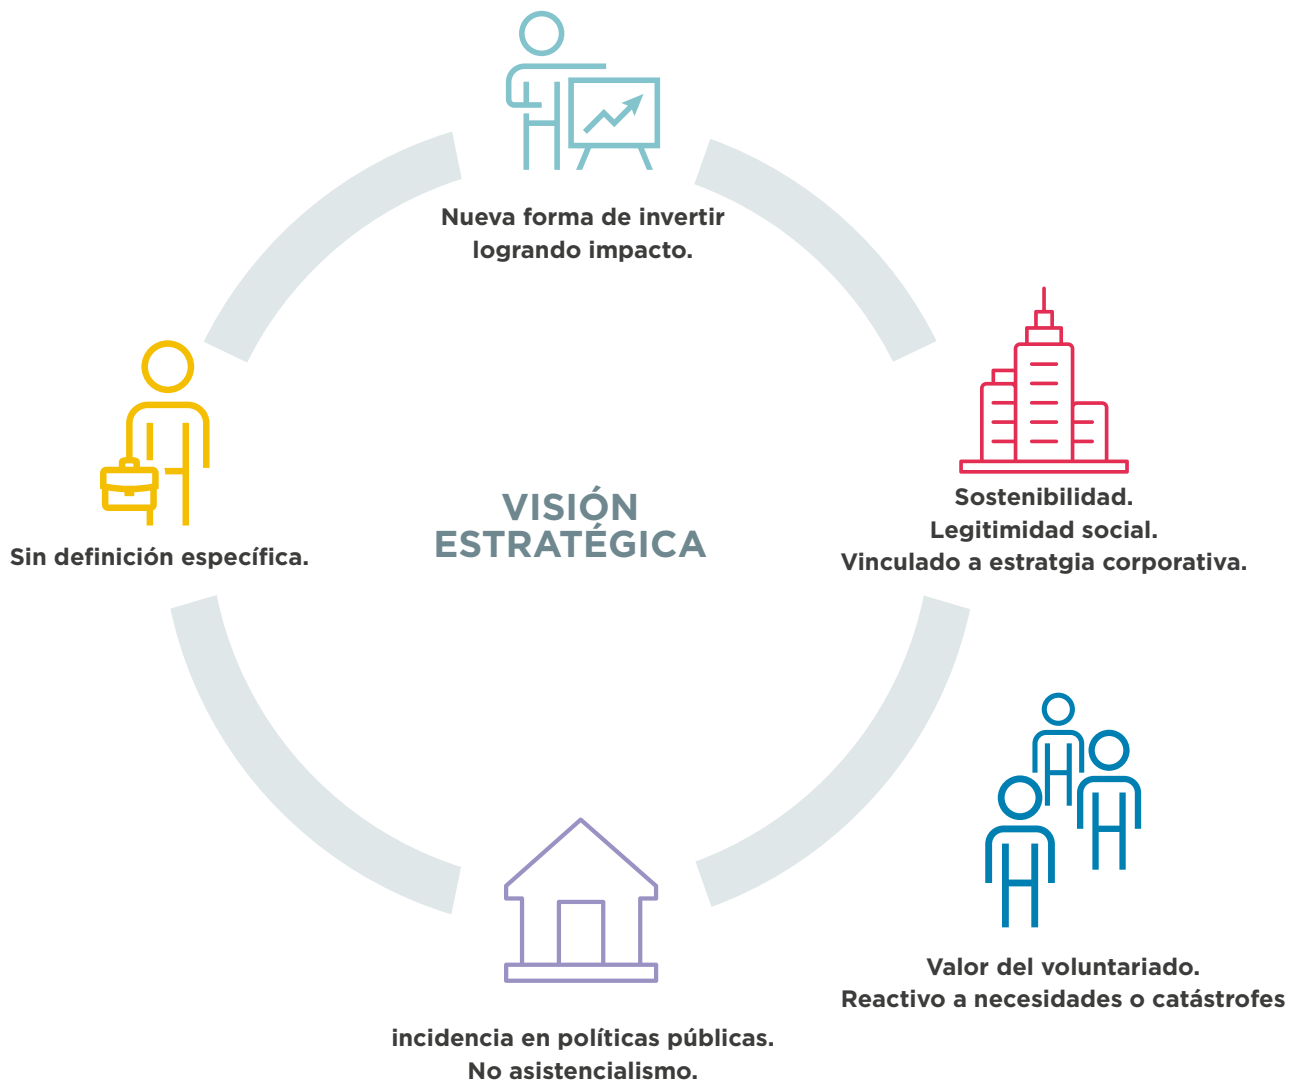 Nueva forma de invertir
logrando impacto.
Sostenibilidad.
Legitimidad social.
Vinculado a estratgia corporativa.
VISIÓN
ESTRATÉGICA
Sin definición específica.
Valor del voluntariado.
Reactivo a necesidades o catástrofes
incidencia en políticas públicas.
No asistencialismo.